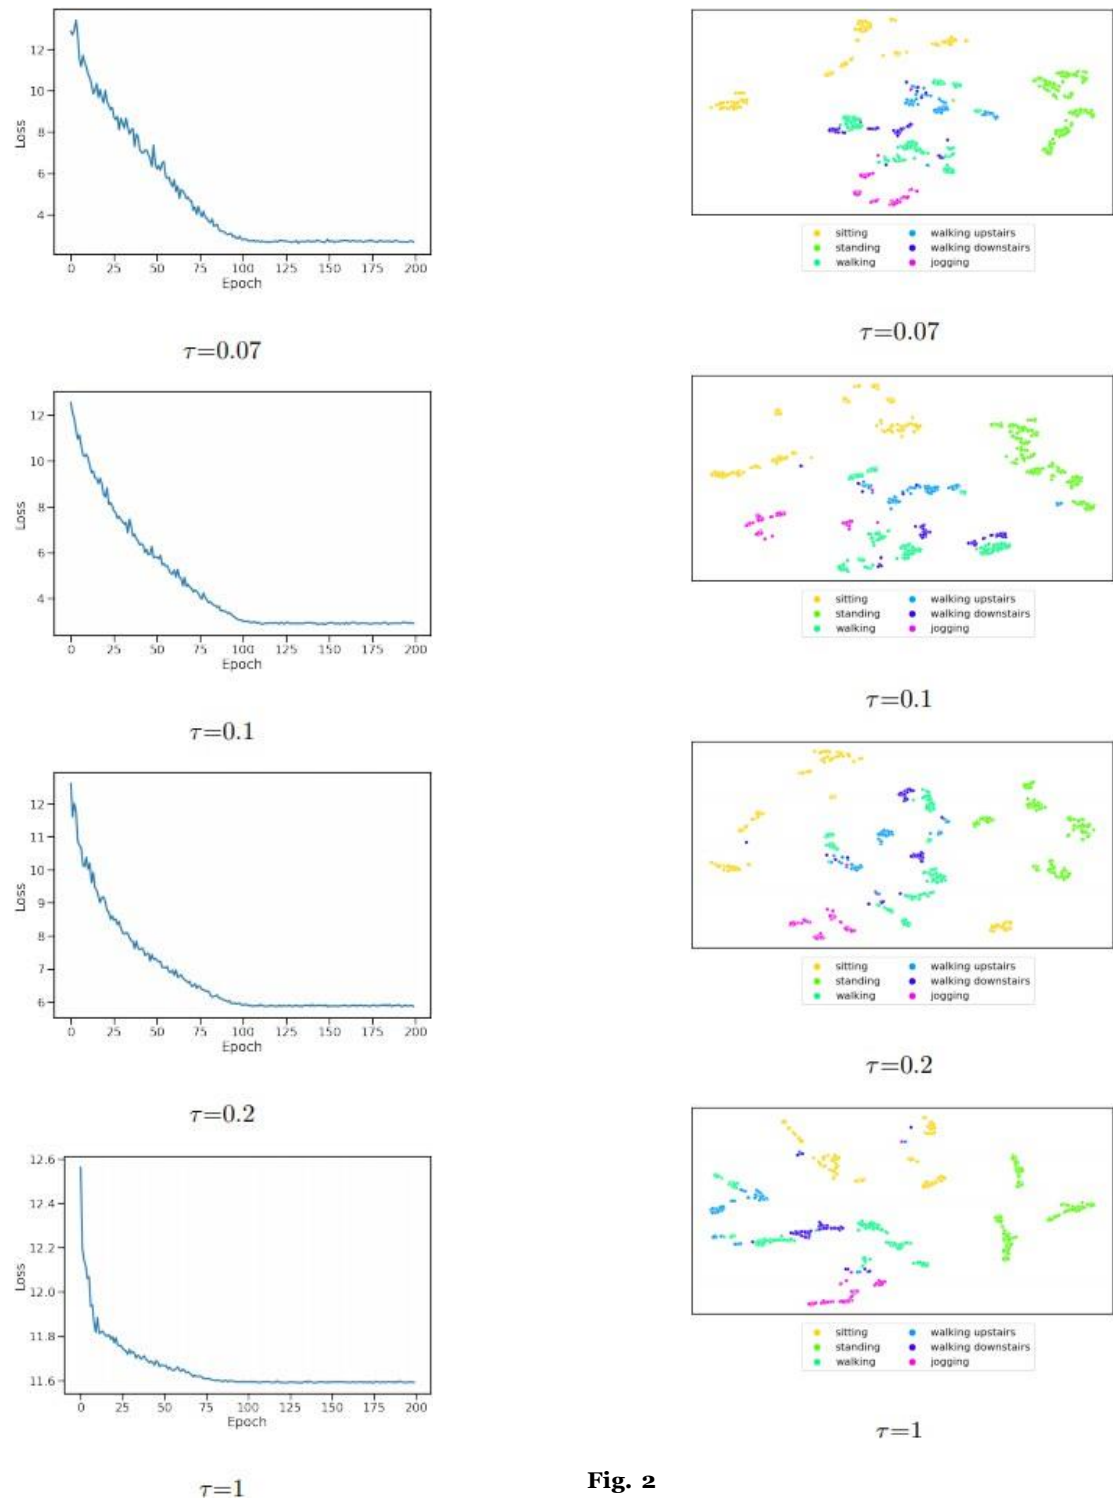 12
10
8
6
4
Loss
0 25 50 75 100 125 150 175 200
Epoch
τ=0.07
sitting walking upstairs
standing walking downstairs
walking jogging
τ=0.07
12
10
8
6
4
Loss
0 25 50 75 100 125 150 175 200
Epoch
τ=0.1
sitting walking upstairs
standing walking downstairs
walking jogging
τ=0.1
12
11
10
9
8
7
6
Loss
0 25 50 75 100 125 150 175 200
Epoch
τ=0.2
sitting walking upstairs
standing walking downstairs
walking jogging
τ=0.2
12.6
12.4
12.2
12.0
11.8
11.6
Loss
0 25 50 75 100 125 150 175 200
Epoch
τ=1
sitting walking upstairs
standing walking downstairs
walking jogging
τ=1
Fig. 2